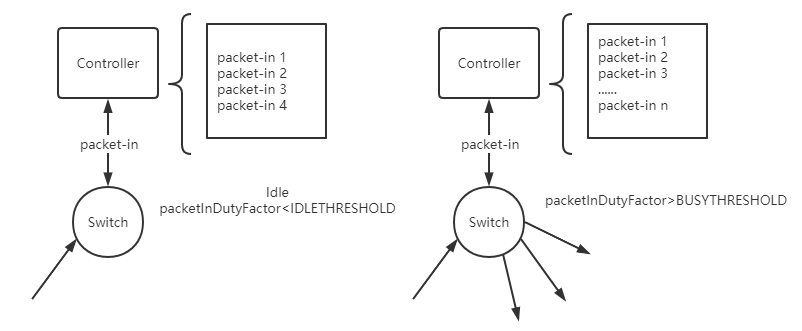 Controller
packet-in 1
packet-in 2
packet-in 3
packet-in 4
packet-in
Switch
Idle
packetInDutyFactor<IDLETHRESHOLD
Controller
packet-in 1
packet-in 2
packet-in 3
......
packet-in n
packet-in
Switch
packetInDutyFactor>BUSYTHRESHOLD